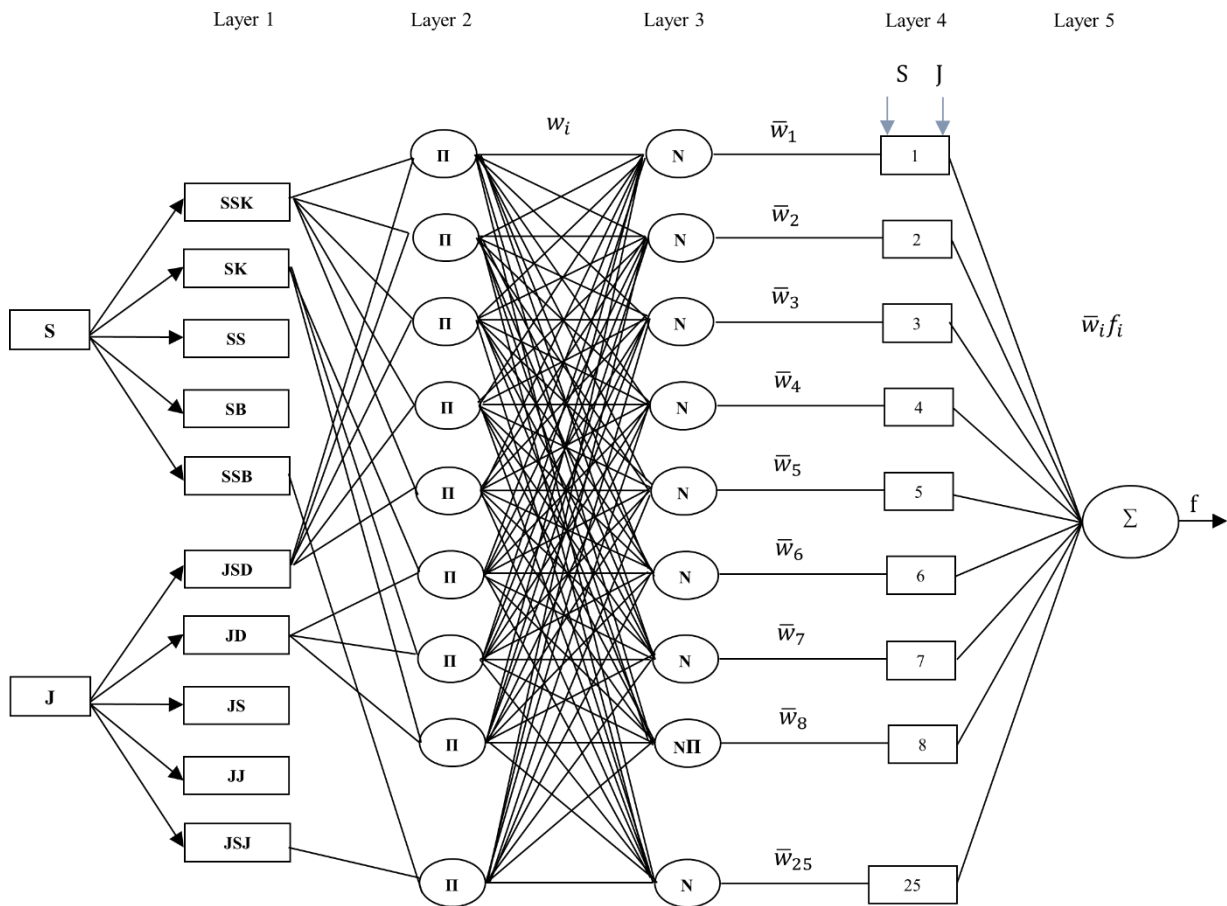 Layer 1 Layer 2 Layer 3 Layer 4 Layer 5
S J
w_i
w̅_1
w̅_2
w̅_3
w̅_4
w̅_5
w̅_6
w̅_7
w̅_8
w̅_25
w̅_i f_i
S
J
SSK
SK
SS
SB
SSB
JSD
JD
JS
JJ
JSJ
Π
Π
Π
Π
Π
Π
Π
Π
Π
N
N
N
N
N
N
N
NΠ
N
1
2
3
4
5
6
7
8
25
Σ
f